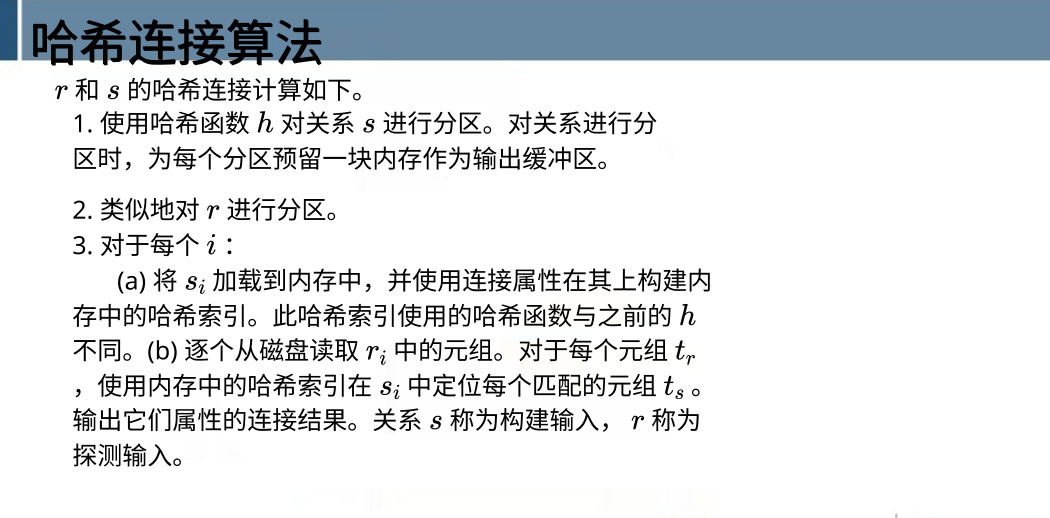 哈希连接算法
r 和 s 的哈希连接计算如下。
1. 使用哈希函数 h 对关系 s 进行分区。对关系进行分
区时，为每个分区预留一块内存作为输出缓冲区。
2. 类似地对 r 进行分区。
3. 对于每个 i：
(a) 将 s_i 加载到内存中，并使用连接属性在其上构建内
存中的哈希索引。此哈希索引使用的哈希函数与之前的 h
不同。(b) 逐个从磁盘读取 r_i 中的元组。对于每个元组 t_r
，使用内存中的哈希索引在 s_i 中定位每个匹配的元组 t_s 。
输出它们属性的连接结果。关系 s 称为构建输入， r 称为
探测输入。